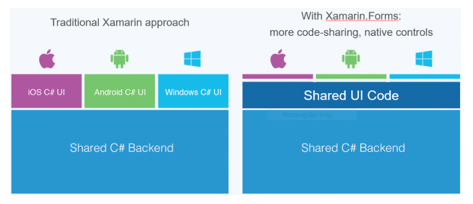 Traditional Xamarin approach
iOS C# UI
Android C# UI
Windows C# UI
Shared C# Backend
With Xamarin.Forms:
more code-sharing, native controls
Shared UI Code
Shared C# Backend